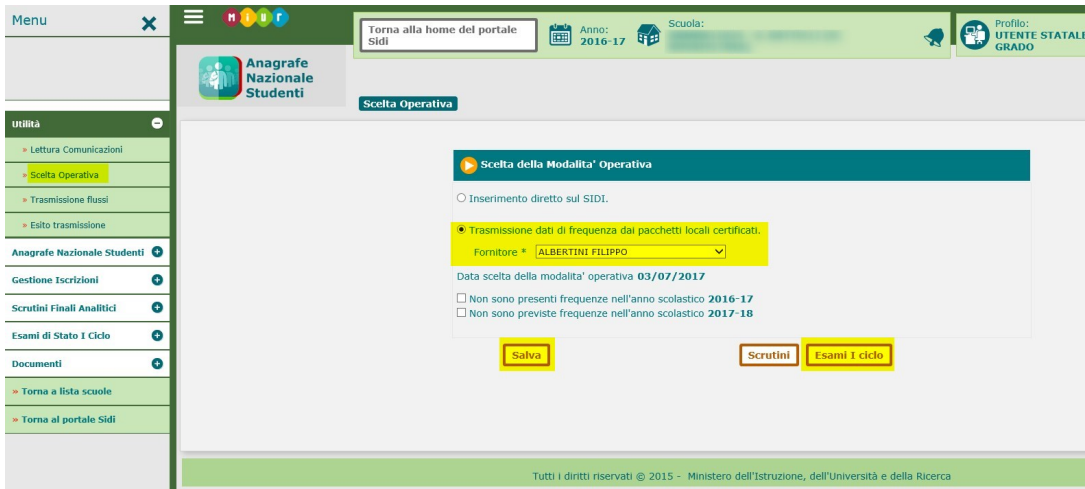 Menu
MIUR
Torna alla home del portale
Sidi
Anno:
2016-17
Scuola:
Profilo:
UTENTE STATALE
GRADO
Anagrafe
Nazionale
Studenti
Scelta Operativa
Utilità
» Lettura Comunicazioni
» Scelta Operativa
» Trasmissione flussi
» Esito trasmissione
Anagrafe Nazionale Studenti
Gestione Iscrizioni
Scrutini Finali Analitici
Esami di Stato I Ciclo
Documenti
» Torna a lista scuole
» Torna al portale Sidi
Scelta della Modalita' Operativa
Inserimento diretto sul SIDI.
Trasmissione dati di frequenza dai pacchetti locali certificati.
Fornitore * ALBERTINI FILIPPO
Data scelta della modalita' operativa 03/07/2017
Non sono presenti frequenze nell'anno scolastico 2016-17
Non sono previste frequenze nell'anno scolastico 2017-18
Salva
Scrutini
Esami I ciclo
Tutti i diritti riservati © 2015 - Ministero dell'Istruzione, dell'Università e della Ricerca